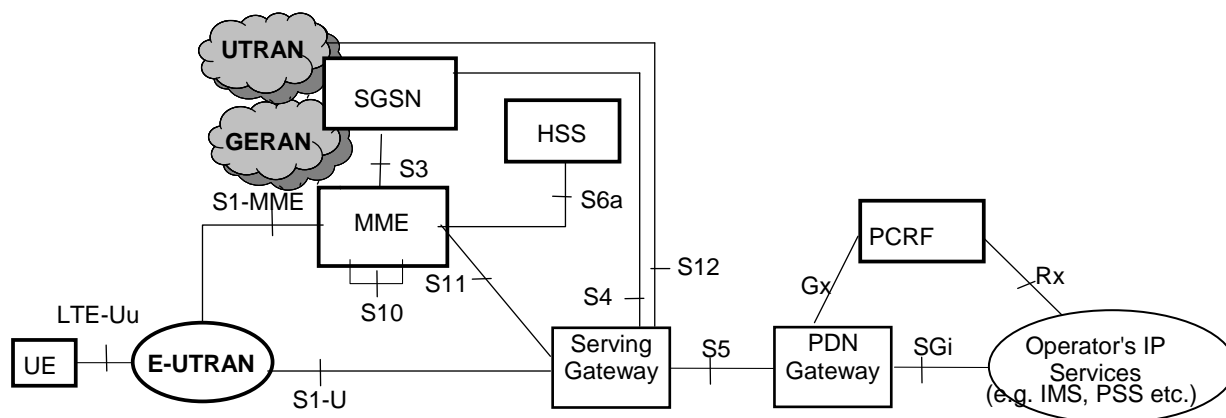 UTRAN
SGSN
GERAN
HSS
S3
S1-MME
S6a
MME
PCRF
S12
S11
Gx
Rx
S4
S10
LTE-Uu
Serving
Gateway
PDN
Gateway
Operator's IP
Services
(e.g. IMS, PSS etc.)
UE
E-UTRAN
S5
SGi
S1-U